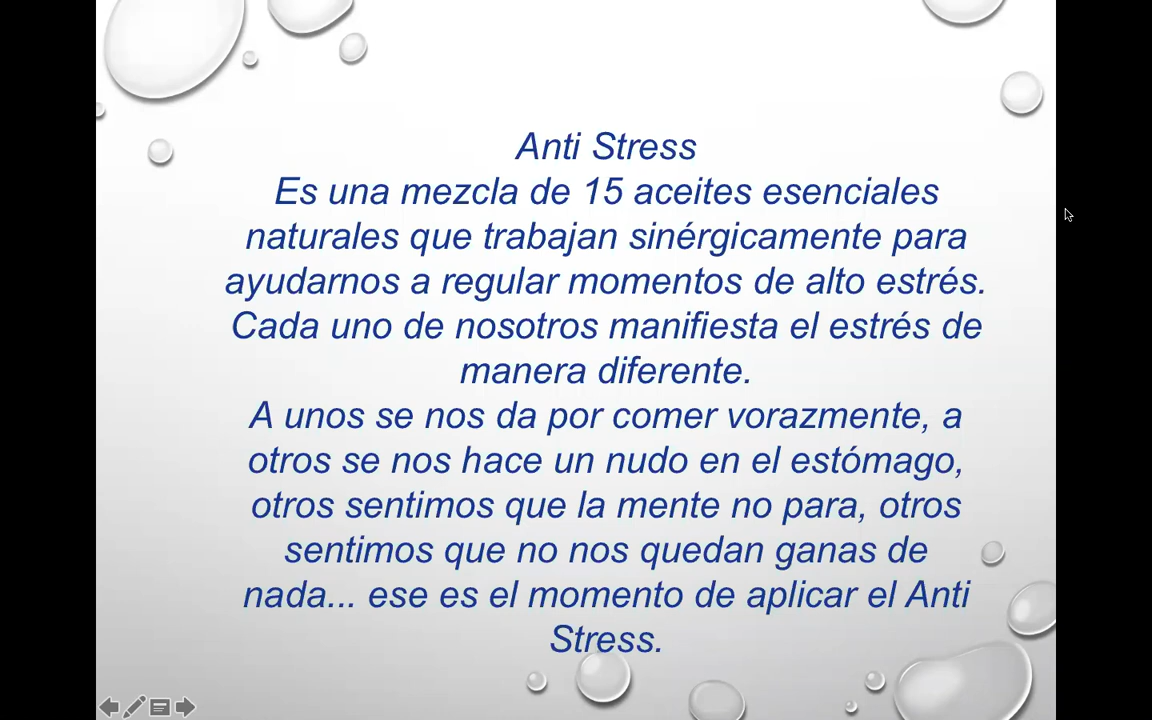 Anti Stress
Es una mezcla de 15 aceites esenciales
naturales que trabajan sinérgicamente para
ayudarnos a regular momentos de alto estrés.
Cada uno de nosotros manifiesta el estrés de
manera diferente.
A unos se nos da por comer vorazmente, a
otros se nos hace un nudo en el estómago,
otros sentimos que la mente no para, otros
sentimos que no nos quedan ganas de
nada... ese es el momento de aplicar el Anti
Stress.